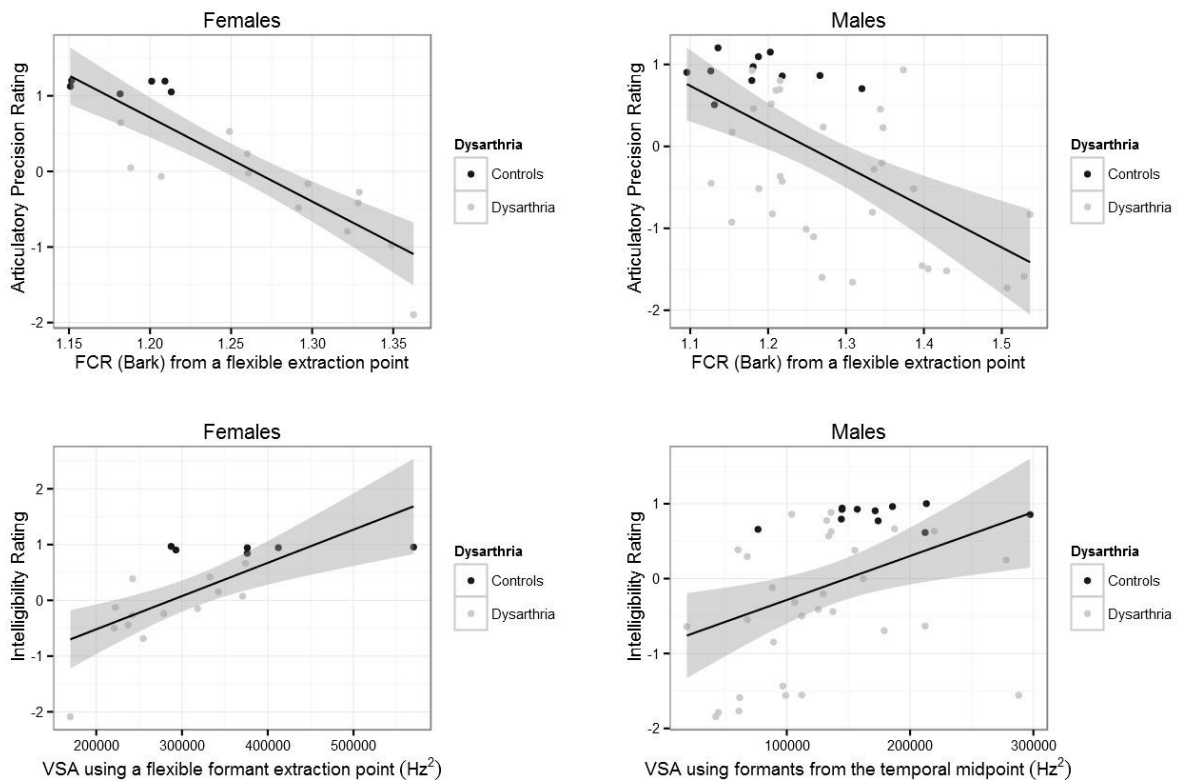 Females
Articulatory Precision Rating
1
0
-1
-2
1.15
1.20
1.25
1.30
1.35
FCR (Bark) from a flexible extraction point
Dysarthria
Controls
Dysarthria
Males
Articulatory Precision Rating
1
0
-1
-2
1.1
1.2
1.3
1.4
1.5
FCR (Bark) from a flexible extraction point
Dysarthria
Controls
Dysarthria
Females
Intelligibility Rating
2
1
0
-1
-2
200000
300000
400000
500000
VSA using a flexible formant extraction point (Hz²)
Dysarthria
Controls
Dysarthria
Males
Intelligibility Rating
1
0
-1
-2
100000
200000
300000
VSA using formants from the temporal midpoint (Hz²)
Dysarthria
Controls
Dysarthria